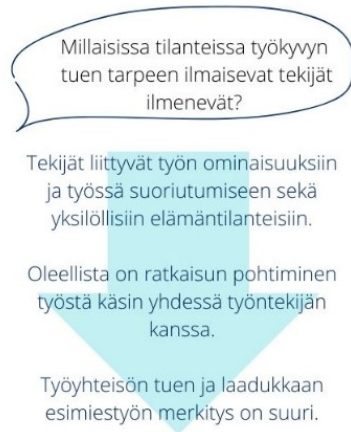 Millaisissa tilanteissa työkyvyn
tuen tarpeen ilmaisevat tekijät
ilmenevät?
Tekijät liittyvät työn ominaisuuksiin
ja työssä suoriutumiseen sekä
yksilöllisiin elämäntilanteisiin.
Oleellista on ratkaisun pohtiminen
työstä käsin yhdessä työntekijän
kanssa.
Työyhteisön tuen ja laadukkaan
esimiestyön merkitys on suuri.